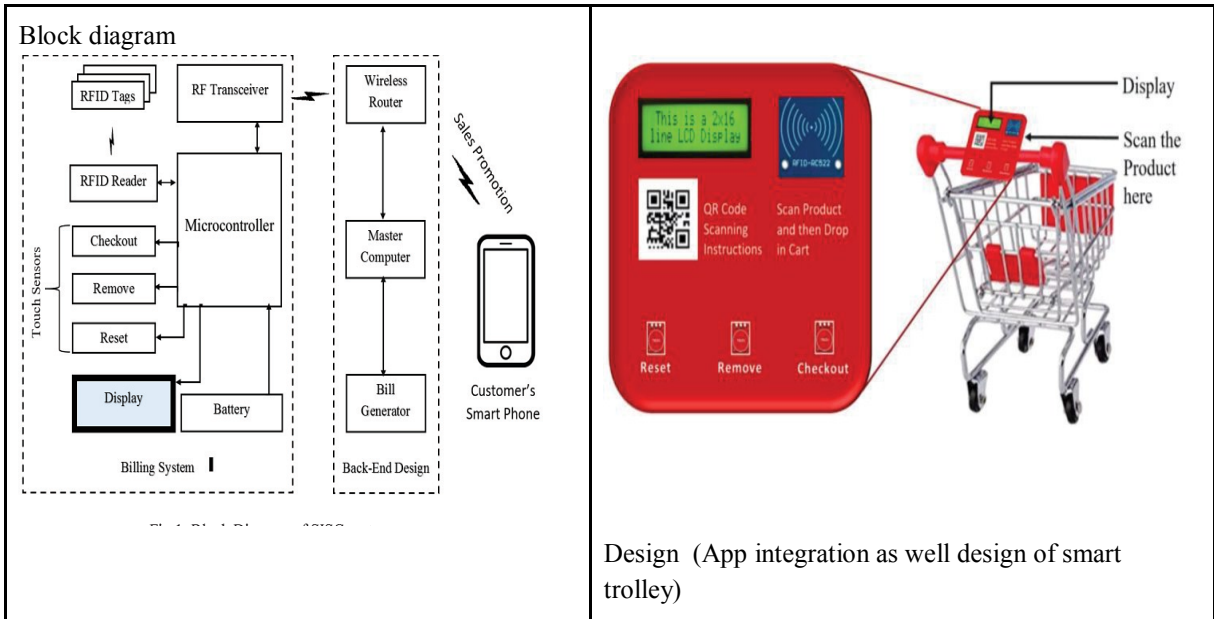 Block diagram
RFID Tags
RF Transceiver
Wireless
Router
Sales Promotion
RFID Reader
Microcontroller
Touch Sensors
Checkout
Remove
Reset
Master
Computer
Display
Battery
Bill
Generator
Customer's
Smart Phone
Billing System
Back-End Design
This is a 2x16
line LCD Display
RFID-RC522
QR Code
Scanning
Instructions
Scan Product
and then Drop
in Cart
Reset
Remove
Checkout
Display
Scan the
Product
here
Design (App integration as well design of smart
trolley)